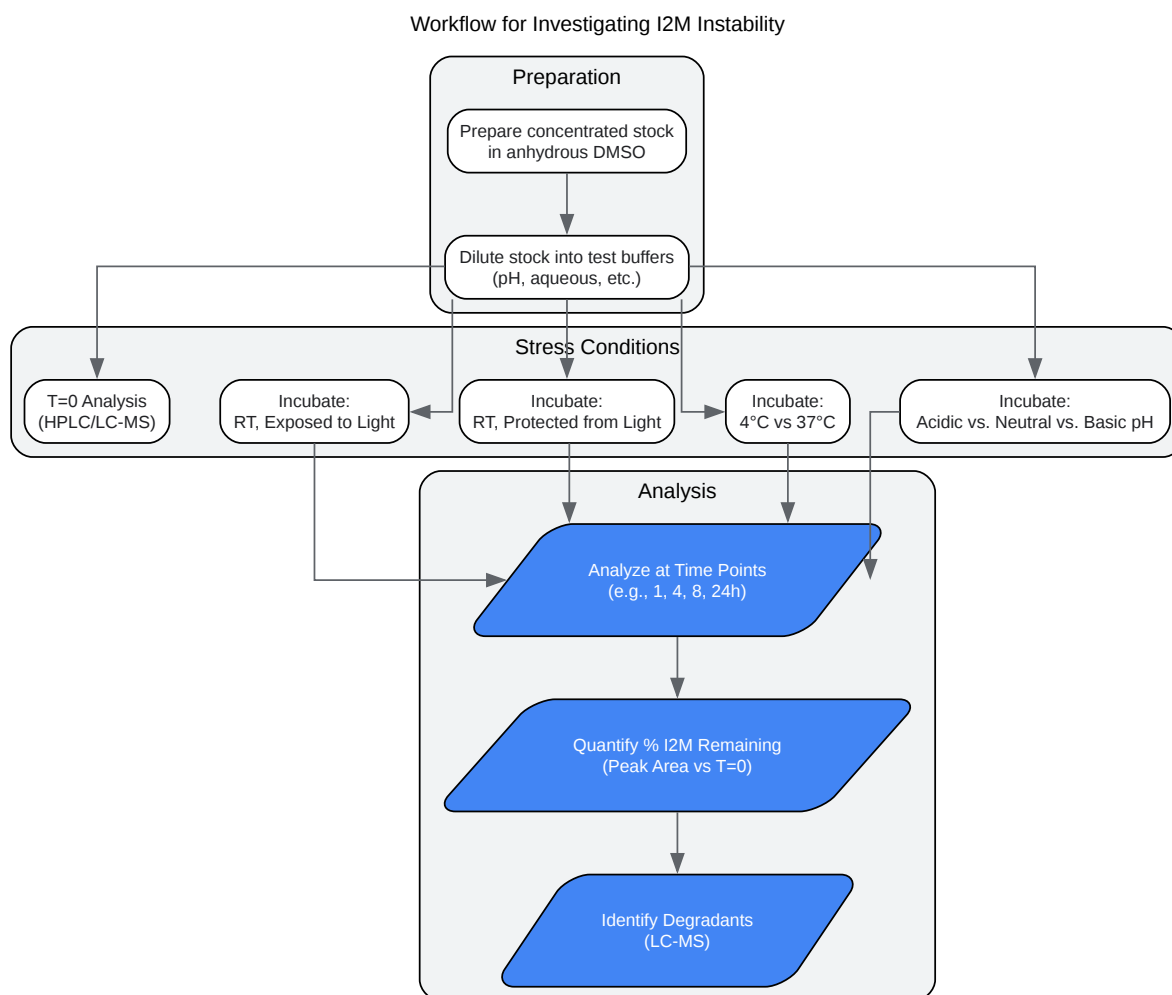 Workflow for Investigating I2M Instability
Preparation
Prepare concentrated stock
in anhydrous DMSO
Dilute stock into test buffers
(pH, aqueous, etc.)
Stress Conditions
T=0 Analysis
(HPLC/LC-MS)
Incubate:
RT, Exposed to Light
Incubate:
RT, Protected from Light
Incubate:
4°C vs 37°C
Incubate:
Acidic vs. Neutral vs. Basic pH
Analysis
Analyze at Time Points
(e.g., 1, 4, 8, 24h)
Quantify % I2M Remaining
(Peak Area vs T=0)
Identify Degradants
(LC-MS)